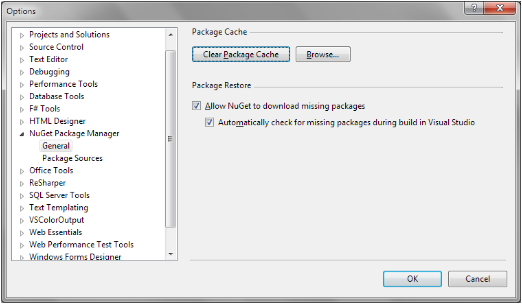 Options
Projects and Solutions
Source Control
Text Editor
Debugging
Performance Tools
Database Tools
F# Tools
HTML Designer
NuGet Package Manager
General
Package Sources
Office Tools
ReSharper
SQL Server Tools
Text Templating
VSColorOutput
Web Essentials
Web Performance Test Tools
Windows Forms Designer
Package Cache
Clear Package Cache Browse...
Package Restore
Allow NuGet to download missing packages
Automatically check for missing packages during build in Visual Studio
OK Cancel